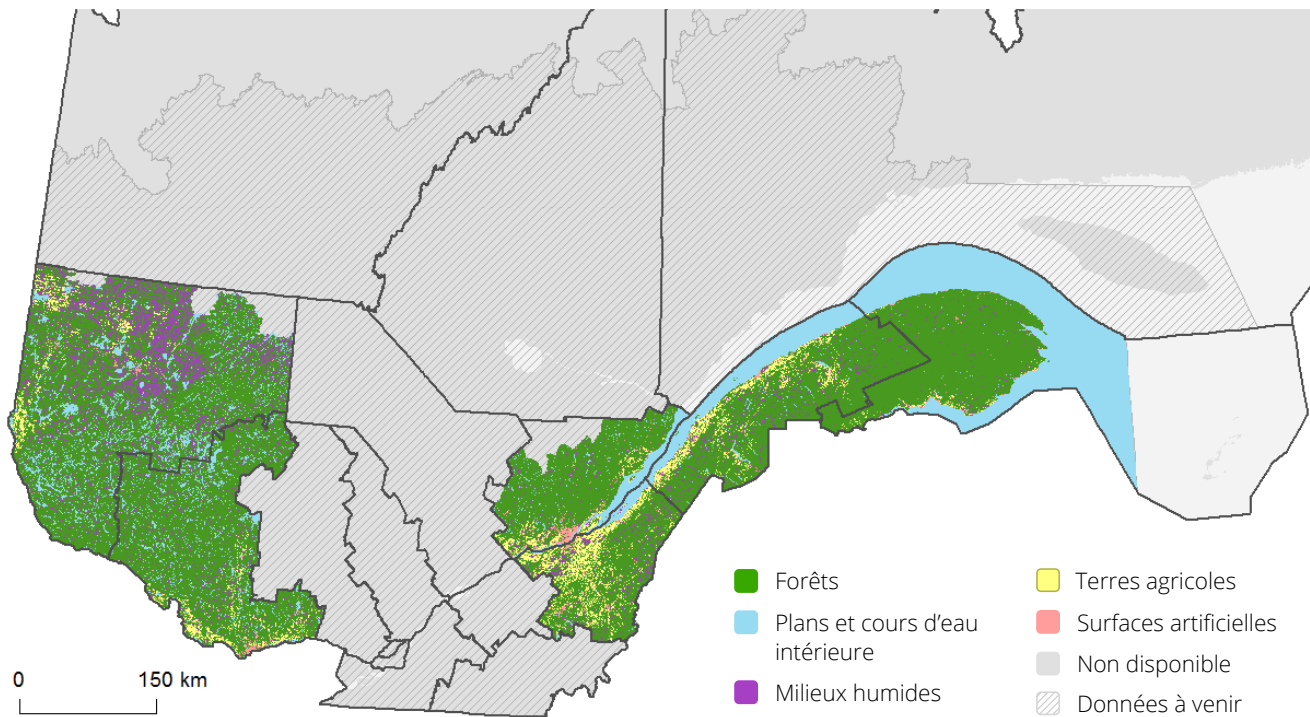 Forêts
Plans et cours d'eau
intérieure
Milieux humides
Terres agricoles
Surfaces artificielles
Non disponible
Données à venir
0 150 km